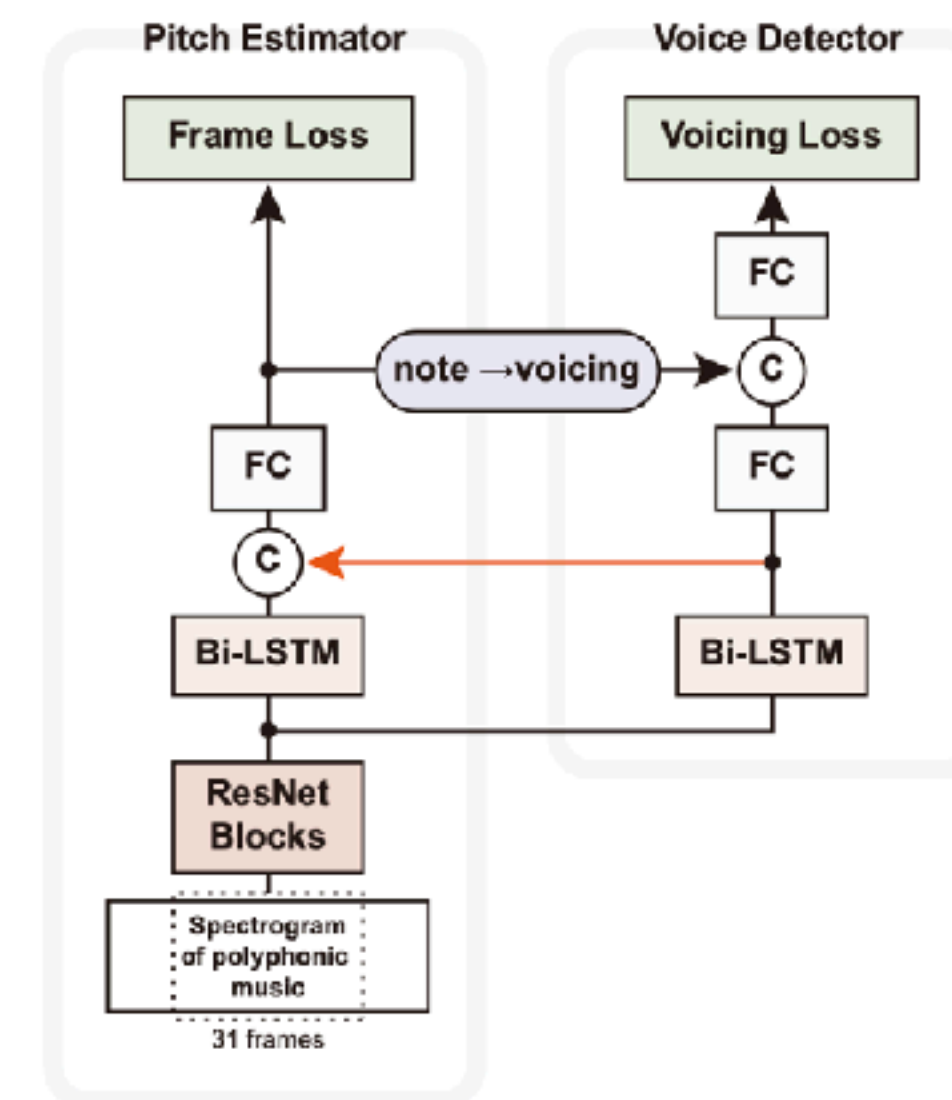 Pitch Estimator
Voice Detector
Frame Loss
Voicing Loss
FC
note →voicing
C
FC
FC
C
Bi-LSTM
Bi-LSTM
ResNet
Blocks
Spectrogram
of polyphonic
music
31 frames